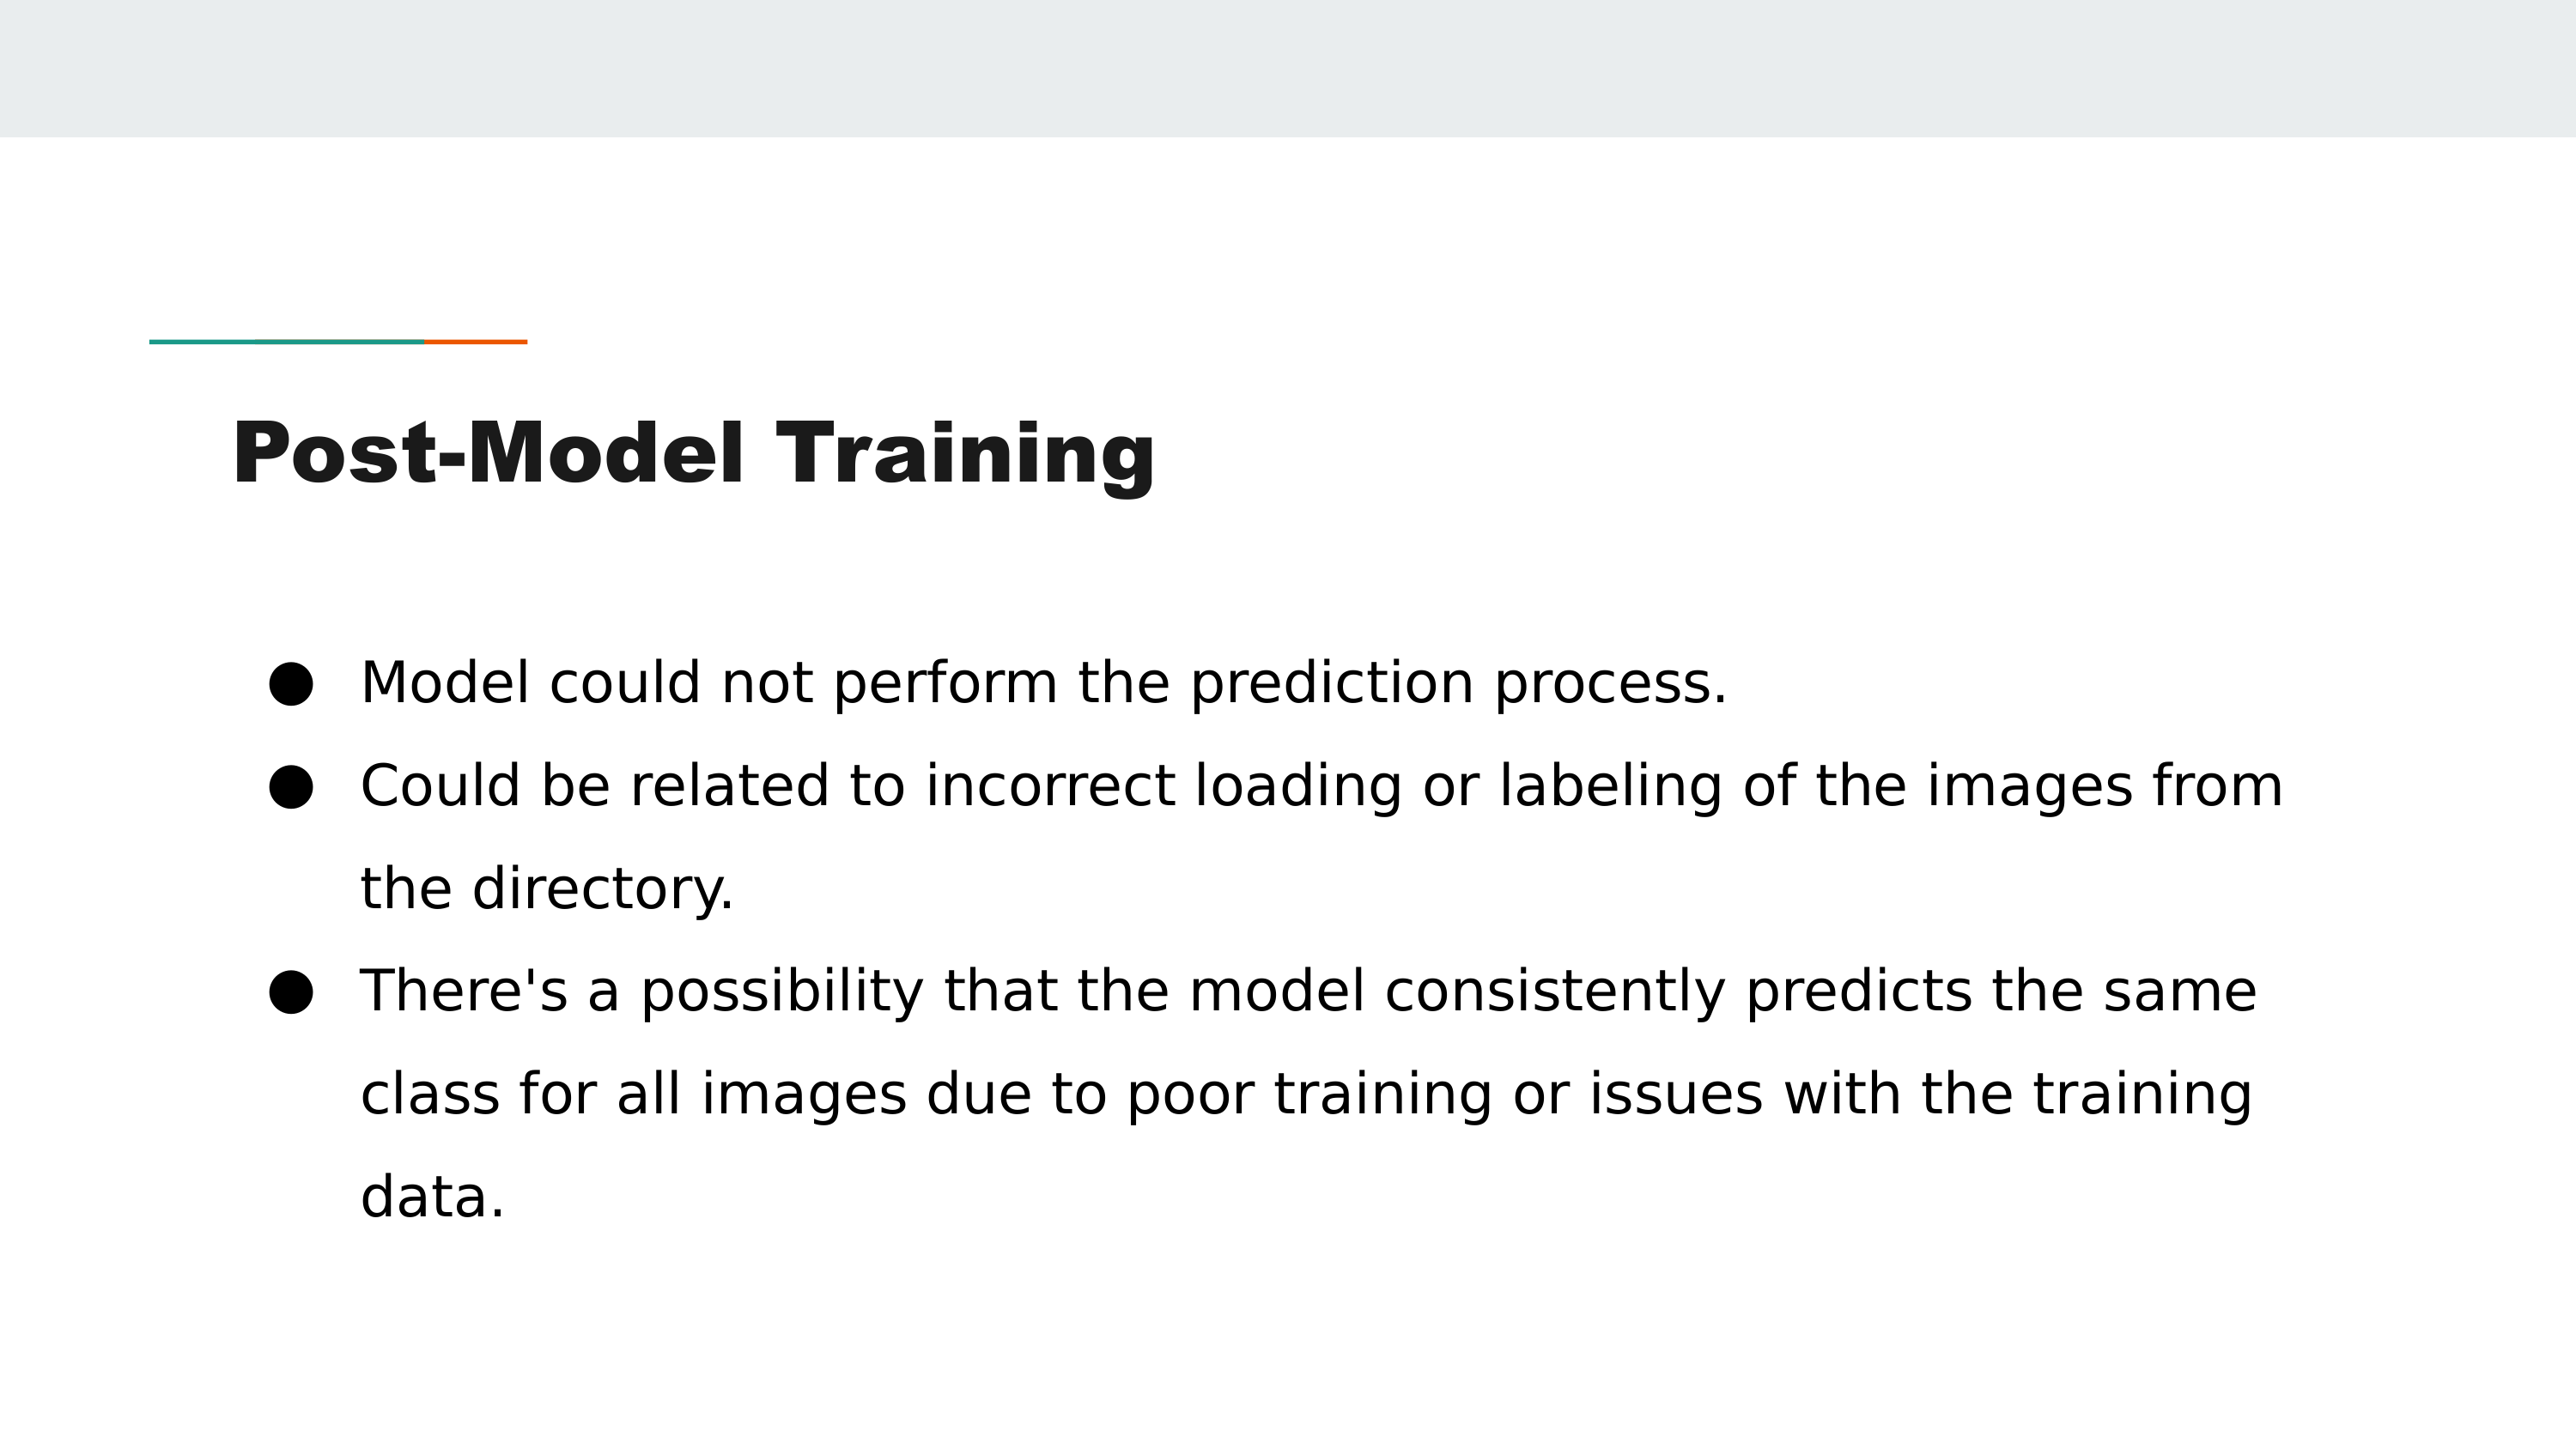 Post-Model Training
● Model could not perform the prediction process.
● Could be related to incorrect loading or labeling of the images from
the directory.
● There's a possibility that the model consistently predicts the same
class for all images due to poor training or issues with the training
data.